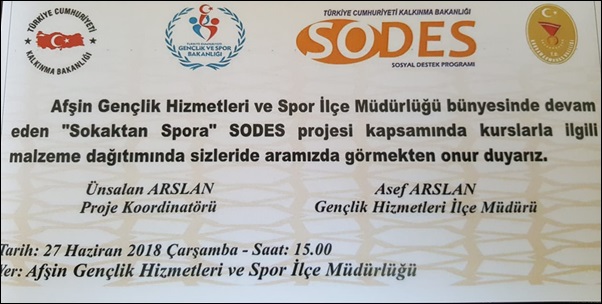 TÜRKİYE CUMHURİYETİ
KALKINMA BAKANLIĞI
GENÇLİK VE SPOR
BAKANLIĞI
TÜRKİYE CUMHURİYETİ KALKINMA BAKANLIĞI
SODES
SOSYAL DESTEK PROGRAMI
Afşin Gençlik Hizmetleri ve Spor İlçe Müdürlüğü bünyesinde devam
eden "Sokaktan Spora" SODES projesi kapsamında kurslarla ilgili
malzeme dağıtımında sizleride aramızda görmekten onur duyarız.
Ünsalan ARSLAN
Proje Koordinatörü
Asef ARSLAN
Gençlik Hizmetleri İlçe Müdürü
Tarih: 27 Haziran 2018 Çarşamba - Saat: 15.00
Yer: Afşin Gençlik Hizmetleri ve Spor İlçe Müdürlüğü